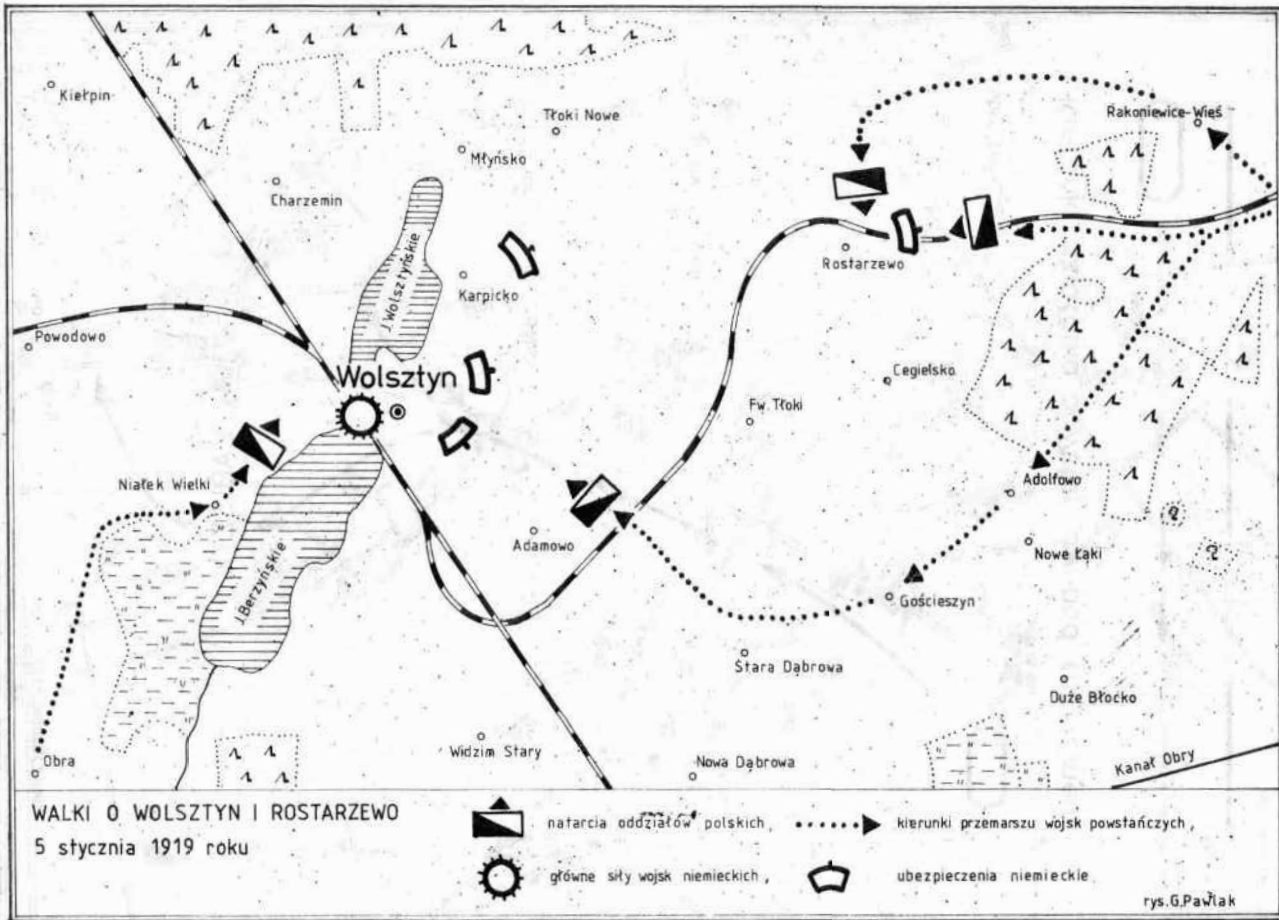 Kiełpin
Tłoki Nowe
Rakoniewice-Wieś
Młyńsko
Charzemin
J. Wolsztyńskie
Rostarzewo
Karpicko
Powodowo
Wolsztyn
Cegielsko
Fw. Tłoki
Niałek Wielki
Adolfowo
J. Berzyńskie
Adamowo
Nowe Łąki
Gościeszyn
Stara Dąbrowa
Duże Błocko
Widzim Stary
Obra
Nowa Dąbrowa
Kanał Obry
WALKI O WOLSZTYN I ROSTARZEWO
5 stycznia 1919 roku
natarcia oddziałów polskich,
kierunki przemarszu wojsk powstańczych,
główne siły wojsk niemieckich,
ubezpieczenia niemieckie
rys.G.Pawlak